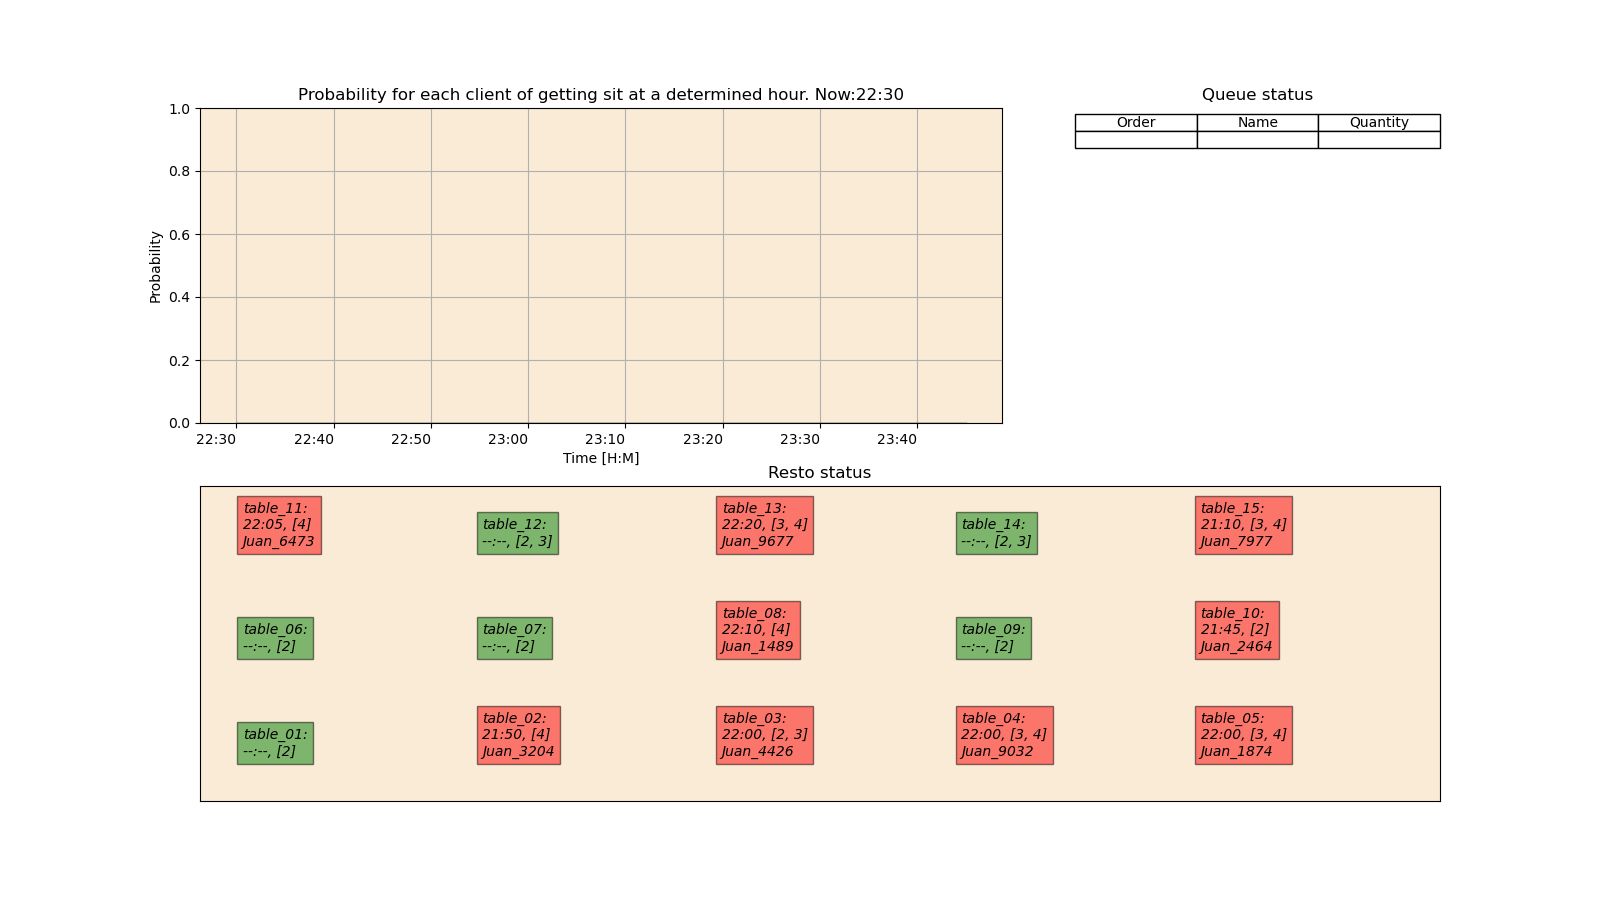 Probability for each client of getting sit at a determined hour. Now:22:30
1.0
0.8
0.6
0.4
0.2
0.0
Probability
22:30 22:40 22:50 23:00 23:10 23:20 23:30 23:40
Time [H:M]
Queue status
Order Name Quantity
Resto status
table_11:
22:05, [4]
Juan_6473
table_12:
--:--, [2, 3]
table_13:
22:20, [3, 4]
Juan_9677
table_14:
--:--, [2, 3]
table_15:
21:10, [3, 4]
Juan_7977
table_06:
--:--, [2]
table_07:
--:--, [2]
table_08:
22:10, [4]
Juan_1489
table_09:
--:--, [2]
table_10:
21:45, [2]
Juan_2464
table_01:
--:--, [2]
table_02:
21:50, [4]
Juan_3204
table_03:
22:00, [2, 3]
Juan_4426
table_04:
22:00, [3, 4]
Juan_9032
table_05:
22:00, [3, 4]
Juan_1874